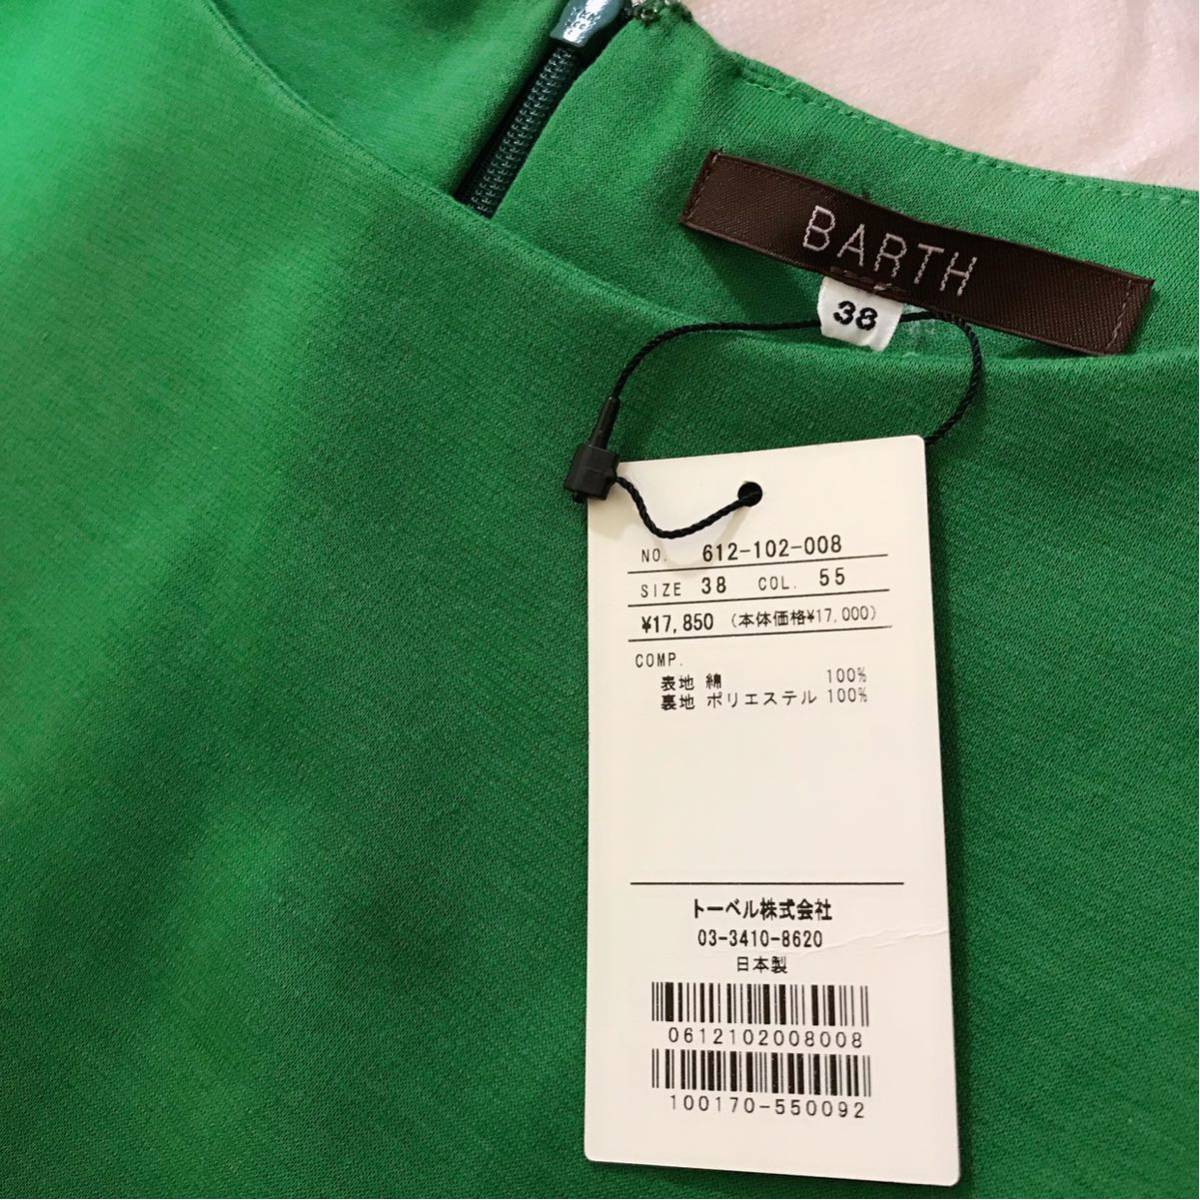 BARTH
38
NO. 612-102-008
SIZE 38 COL. 55
¥17,850 (本体価格¥17,000)
COMP.
表地 綿 100%
裏地 ポリエステル 100%
トーベル株式会社
03-3410-8620
日本製
0612102008008
100170-550092